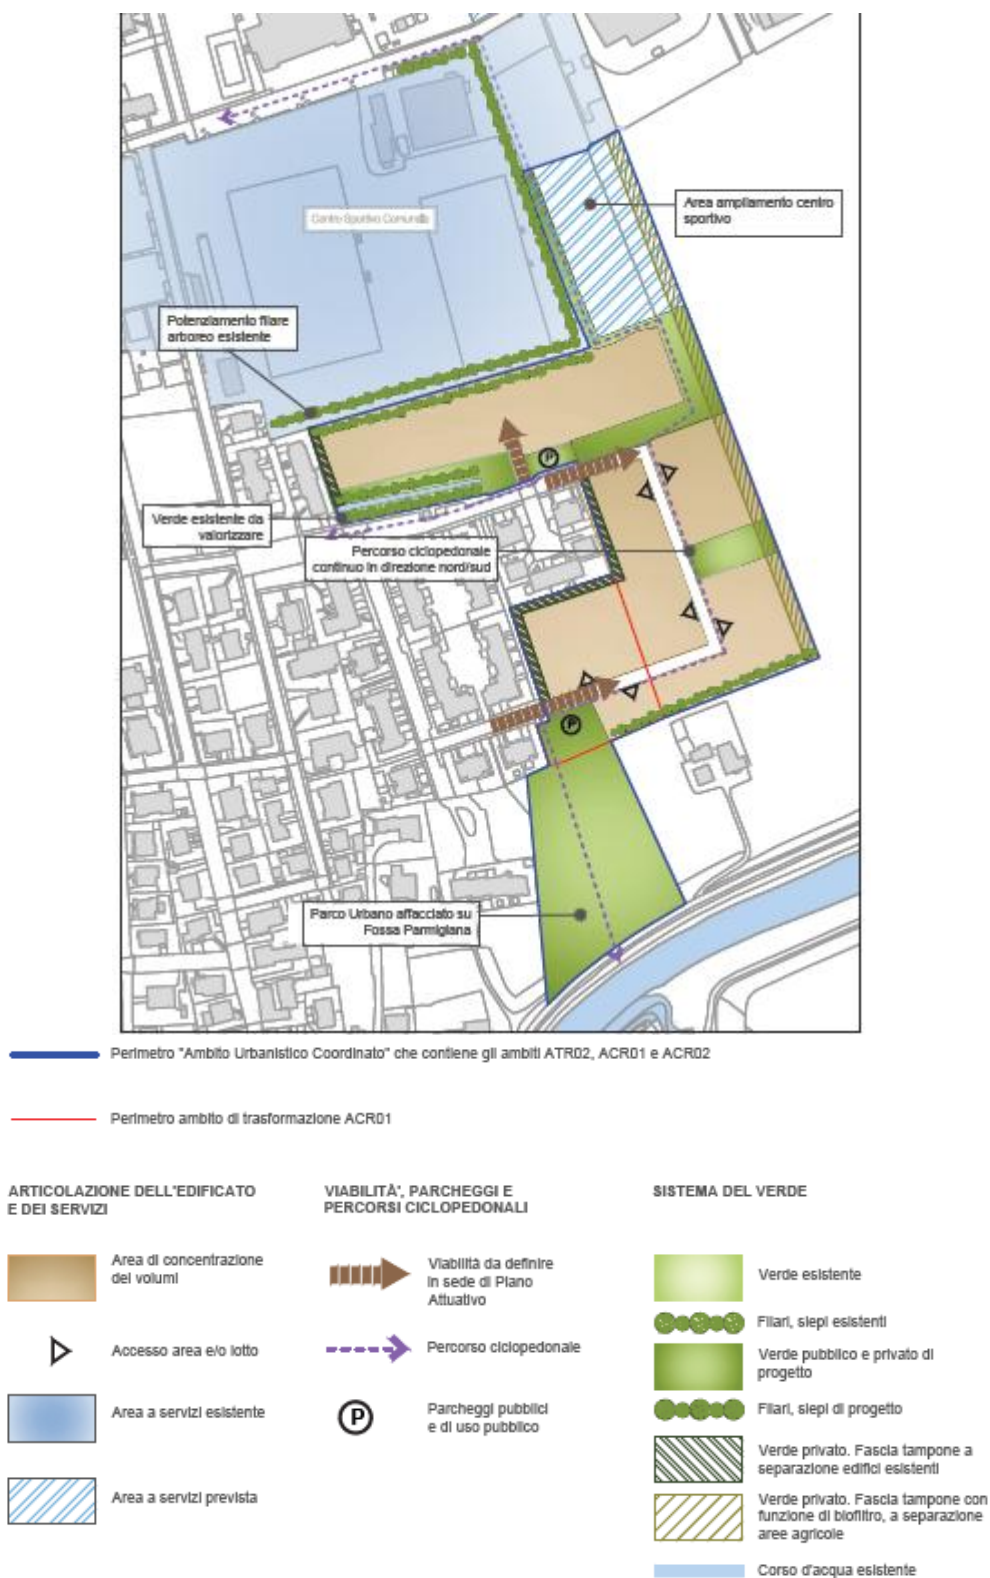 Area ampliamento centro
sportivo
Centro Sportivo Comunale
Potenziamento filare
arboreo esistente
P
Verde esistente da
valorizzare
Percorso ciclopedonale
continuo in direzione nord/sud
P
Parco Urbano affacciato su
Fossa Parmigiana
Perimetro "Ambito Urbanistico Coordinato" che contiene gli ambiti ATR02, ACR01 e ACR02
Perimetro ambito di trasformazione ACR01
ARTICOLAZIONE DELL'EDIFICATO
E DEI SERVIZI
Area di concentrazione
dei volumi
Accesso area e/o lotto
Area a servizi esistente
Area a servizi prevista
VIABILITA', PARCHEGGI E
PERCORSI CICLOPEDONALI
Viabilità da definire
in sede di Piano
Attuativo
Percorso ciclopedonale
P
Parcheggi pubblici
e di uso pubblico
SISTEMA DEL VERDE
Verde esistente
Filari, siepi esistenti
Verde pubblico e privato di
progetto
Filari, siepi di progetto
Verde privato. Fascia tampone a
separazione edifici esistenti
Verde privato. Fascia tampone con
funzione di biofiltro, a separazione
aree agricole
Corso d'acqua esistente